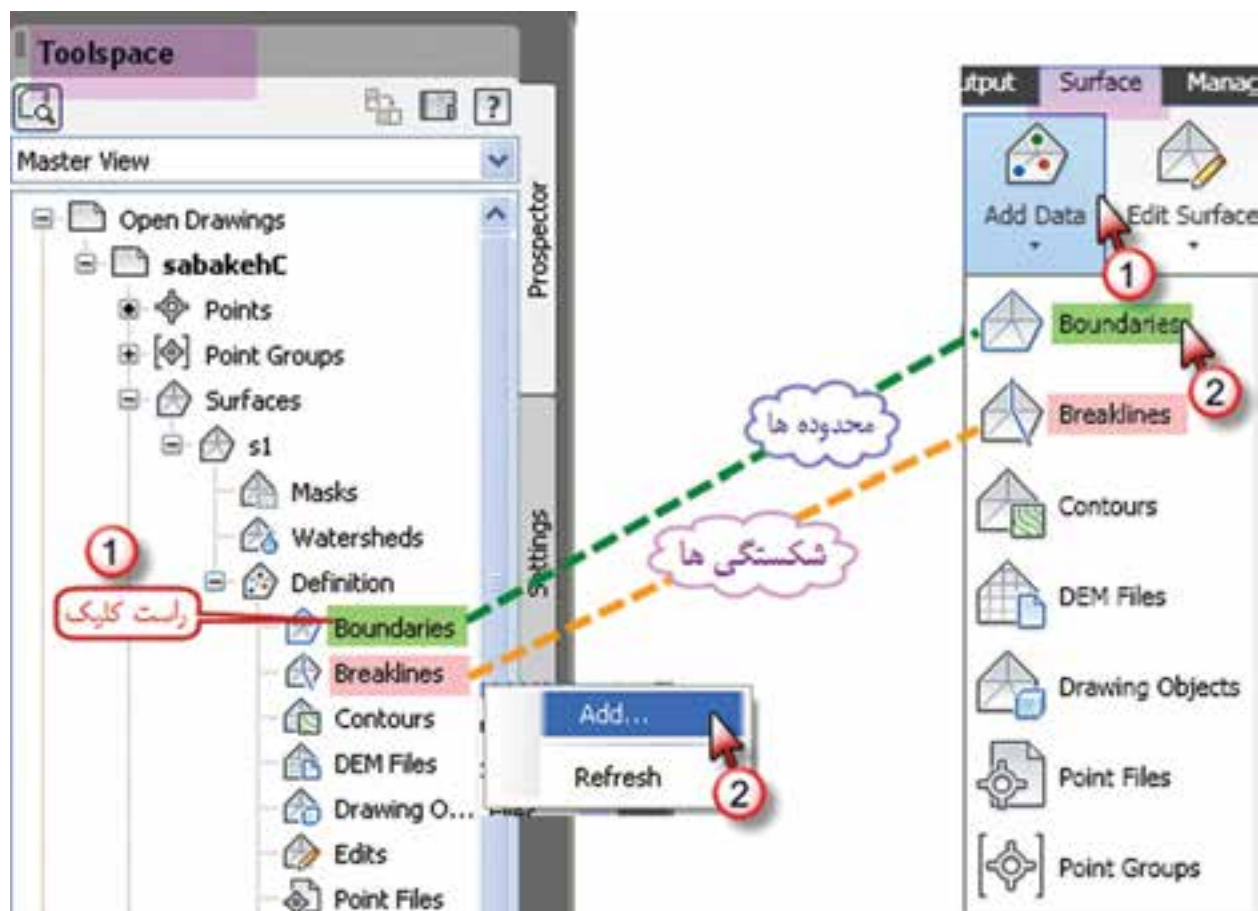 Toolspace
?
Master View
Open Drawings
sabakehC
Points
Point Groups
Surfaces
s1
Masks
Watersheds
1
Definition
راست کلیک
Boundaries
Breaklines
Contours
DEM Files
Drawing O...
Edits
Point Files
Prospector
Settings
Add...
Refresh
2
محدوده ها
شکستگی ها
utput Surface Manag
Add Data Edit Surface
1
Boundaries
2
Breaklines
Contours
DEM Files
Drawing Objects
Point Files
Point Groups